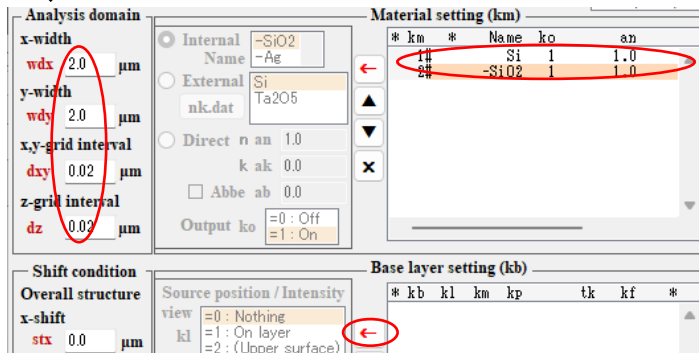 Analysis domain
x-width
wdx 2.0 μm
y-width
wdy 2.0 μm
x,y-grid interval
dxy 0.02 μm
z-grid interval
dz 0.02 μm
Internal Name
-SiO2
-Ag
External
Si
Ta2O5
nk.dat
Direct n an 1.0
k ak 0.0
Abbe ab 0.0
Output ko
=0 : Off
=1 : On
←
▲
▼
×
Material setting (km)
* km * Name ko an
1# Si 1 1.0
2# -SiO2 1 1.0
Shift condition
Overall structure
x-shift
stx 0.0 μm
Source position / Intensity
view
kl
=0 : Nothing
=1 : On layer
=2 : (Upper surface)
←
Base layer setting (kb)
* kb kl km kp tk kf *